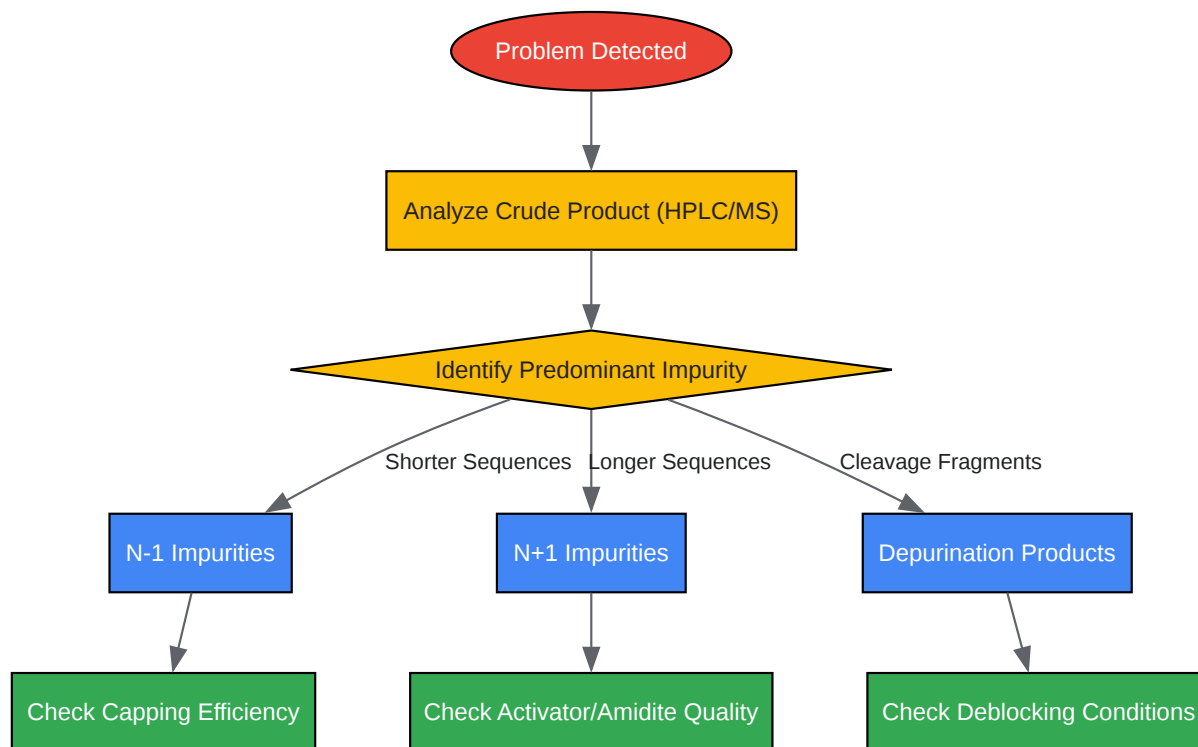 Problem Detected
Analyze Crude Product (HPLC/MS)
Identify Predominant Impurity
Shorter Sequences
Longer Sequences
Cleavage Fragments
N-1 Impurities
N+1 Impurities
Depurination Products
Check Capping Efficiency
Check Activator/Amidite Quality
Check Deblocking Conditions